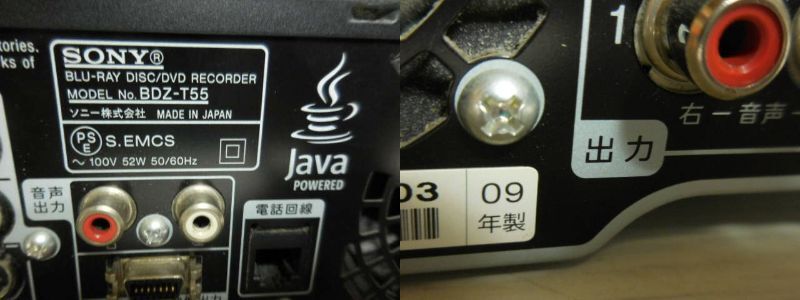 tories.
ks of
SONY®
BLU-RAY DISC/DVD RECORDER
MODEL No. BDZ-T55
ソニー株式会社 MADE IN JAPAN
PS
E
S.EMCS
～ 100V 52W 50/60Hz
Java
POWERED
音声
出力
電話回線
出力
1
右ー音声ー
出力
03
09
年製